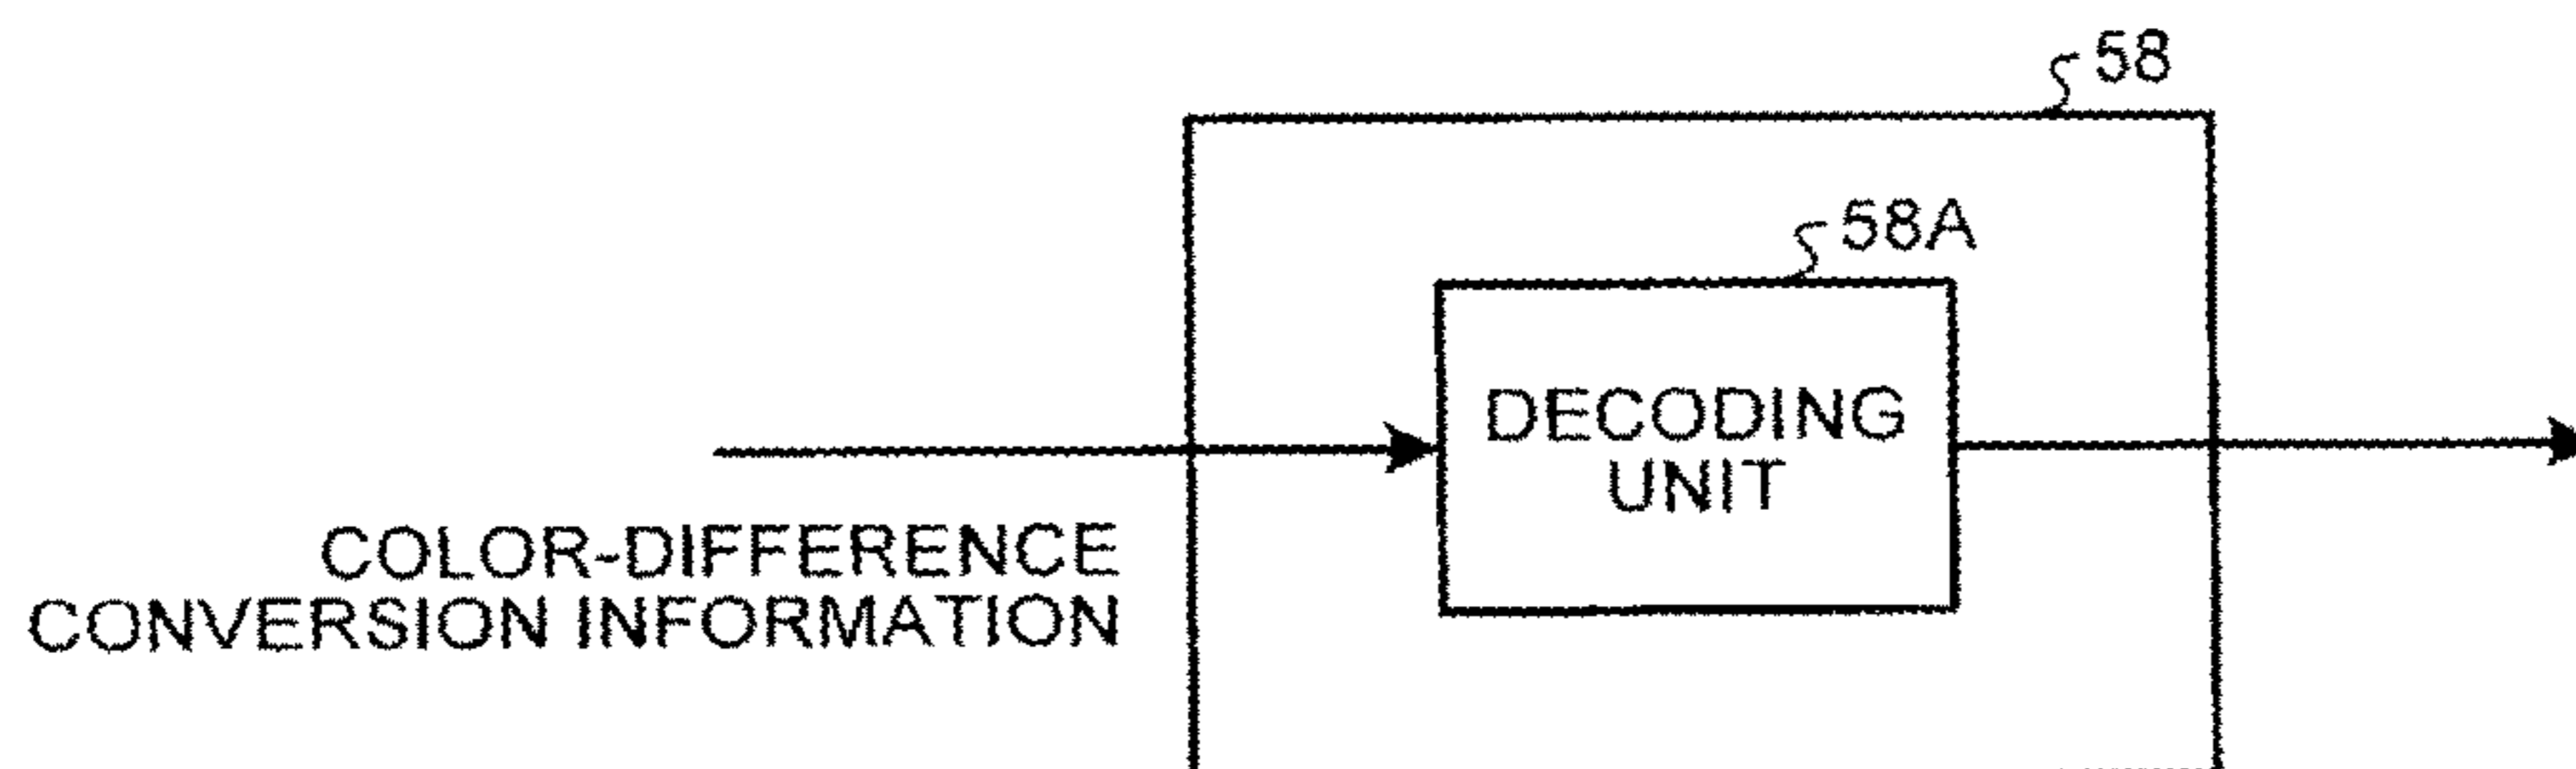 58
58A
DECODING
UNIT
COLOR-DIFFERENCE
CONVERSION INFORMATION